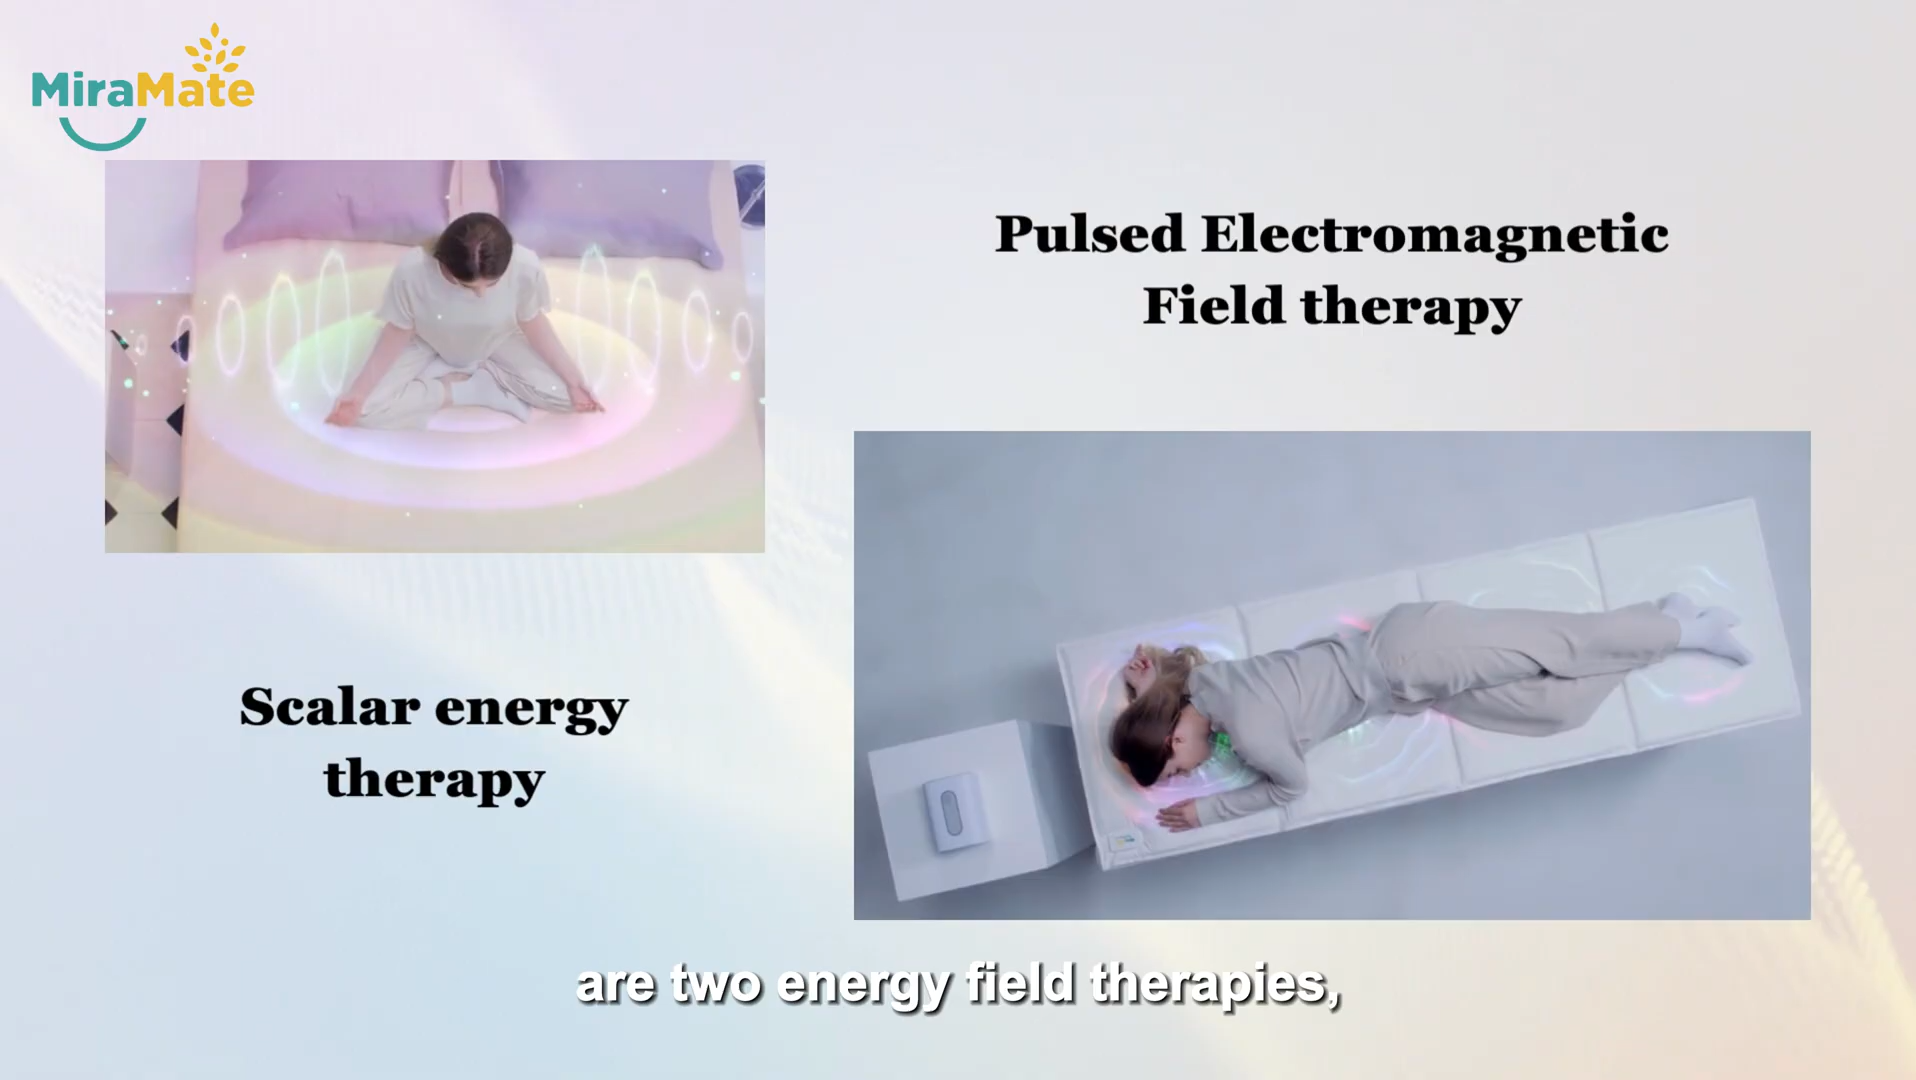 MiraMate
Pulsed Electromagnetic
Field therapy
Scalar energy
therapy
are two energy field therapies,